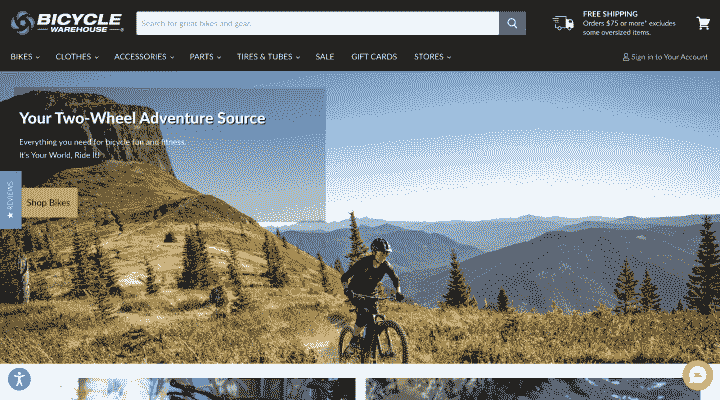 BICYCLE
WAREHOUSE
Search for great bikes and gear
FREE SHIPPING
Orders $75 or more* excludes
some oversized items.
BIKES
CLOTHES
ACCESSORIES
PARTS
TIRES & TUBES
SALE
GIFT CARDS
STORES
Sign in to Your Account
Your Two-Wheel Adventure Source
Everything you need for bicycle fun and fitness.
It's Your World, Ride It!
★ REVIEWS
Shop Bikes